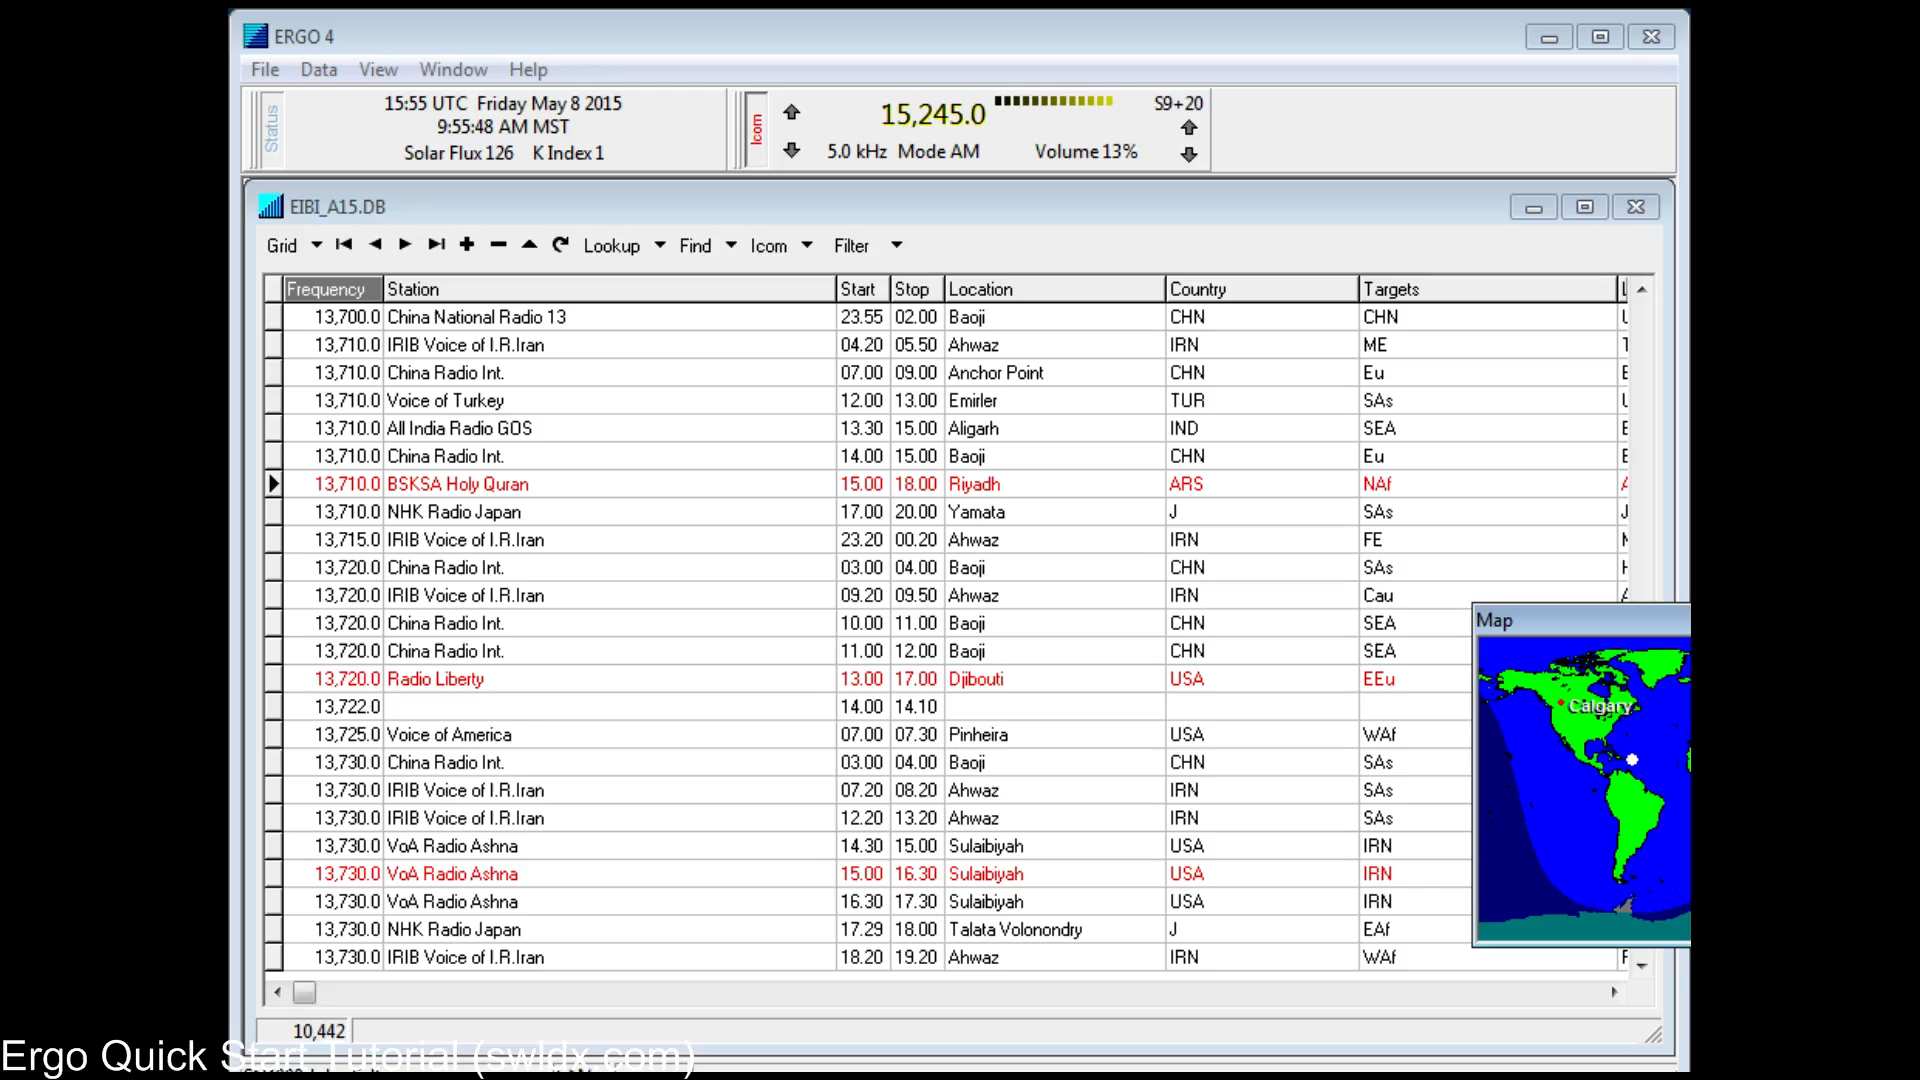 ERGO 4
File Data View Window Help
Status
15:55 UTC Friday May 8 2015
9:55:48 AM MST
Solar Flux 126 K Index 1
Icom
15,245.0 S9+20
5.0 kHz Mode AM Volume 13%
EIBI_A15.DB
Grid Lookup Find Icom Filter
Frequency Station Start Stop Location Country Targets
13,700.0 China National Radio 13 23.55 02.00 Baoji CHN CHN
13,710.0 IRIB Voice of I.R.Iran 04.20 05.50 Ahwaz IRN ME
13,710.0 China Radio Int. 07.00 09.00 Anchor Point CHN Eu
13,710.0 Voice of Turkey 12.00 13.00 Emirler TUR SAs
13,710.0 All India Radio GOS 13.30 15.00 Aligarh IND SEA
13,710.0 China Radio Int. 14.00 15.00 Baoji CHN Eu
13,710.0 BSKSA Holy Quran 15.00 18.00 Riyadh ARS NAf
13,710.0 NHK Radio Japan 17.00 20.00 Yamata J SAs
13,715.0 IRIB Voice of I.R.Iran 23.20 00.20 Ahwaz IRN FE
13,720.0 China Radio Int. 03.00 04.00 Baoji CHN SAs
13,720.0 IRIB Voice of I.R.Iran 09.20 09.50 Ahwaz IRN Cau
13,720.0 China Radio Int. 10.00 11.00 Baoji CHN SEA
13,720.0 China Radio Int. 11.00 12.00 Baoji CHN SEA
13,720.0 Radio Liberty 13.00 17.00 Djibouti USA EEu
13,722.0 14.00 14.10
13,725.0 Voice of America 07.00 07.30 Pinheira USA WAf
13,730.0 China Radio Int. 03.00 04.00 Baoji CHN SAs
13,730.0 IRIB Voice of I.R.Iran 07.20 08.20 Ahwaz IRN SAs
13,730.0 IRIB Voice of I.R.Iran 12.20 13.20 Ahwaz IRN SAs
13,730.0 VoA Radio Ashna 14.30 15.00 Sulaibiyah USA IRN
13,730.0 VoA Radio Ashna 15.00 16.30 Sulaibiyah USA IRN
13,730.0 VoA Radio Ashna 16.30 17.30 Sulaibiyah USA IRN
13,730.0 NHK Radio Japan 17.29 18.00 Talata Volonondry J EAf
13,730.0 IRIB Voice of I.R.Iran 18.20 19.20 Ahwaz IRN WAf
Map
Calgary
10,442
Ergo Quick Start Tutorial (swldx.com)